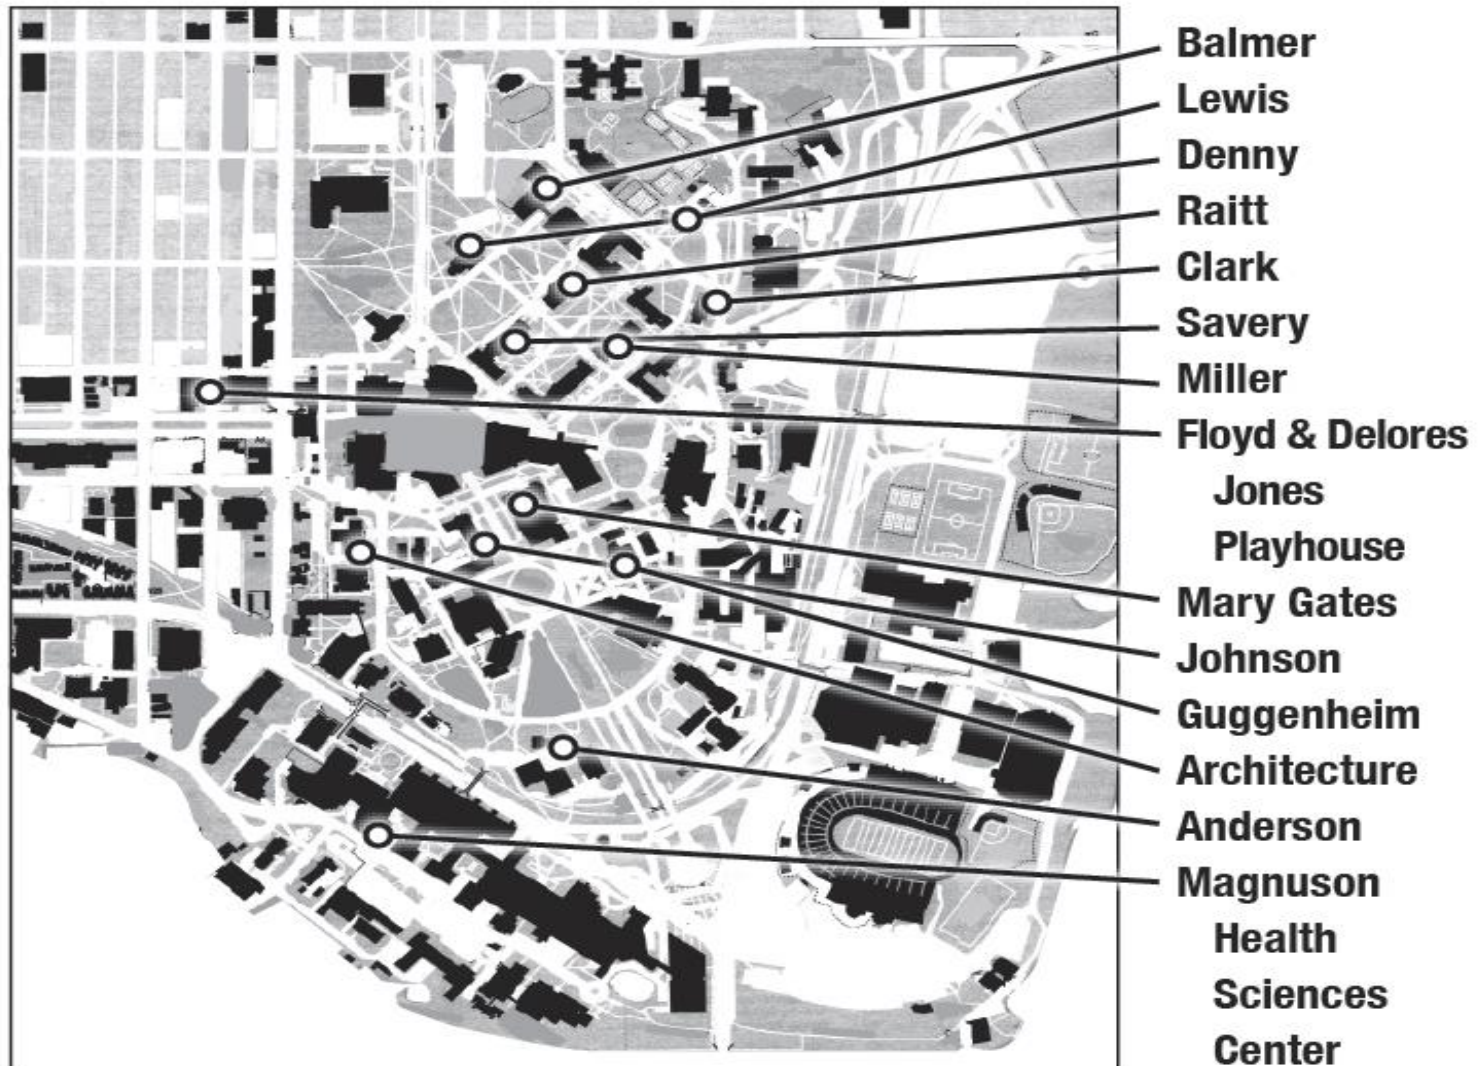 Balmer
Lewis
Denny
Raitt
Clark
Savery
Miller
Floyd & Delores
Jones
Playhouse
Mary Gates
Johnson
Guggenheim
Architecture
Anderson
Magnuson
Health
Sciences
Center